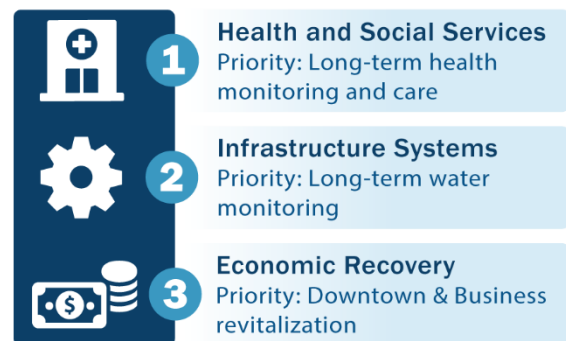 1
Health and Social Services
Priority: Long-term health
monitoring and care
2
Infrastructure Systems
Priority: Long-term water
monitoring
$
3
Economic Recovery
Priority: Downtown & Business
revitalization